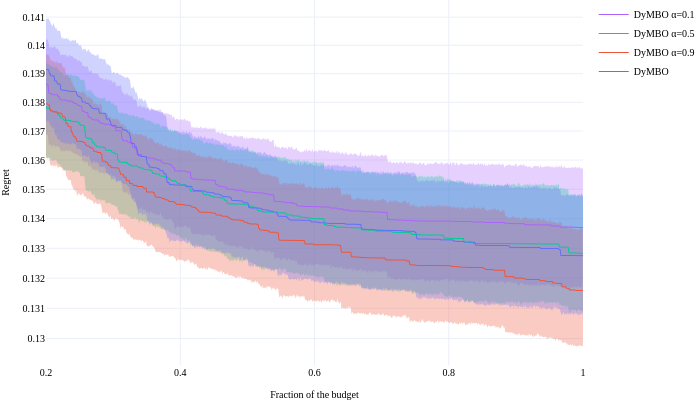 0.141
0.14
0.139
0.138
0.137
0.136
0.135
0.134
0.133
0.132
0.131
0.13
Regret
0.2
0.4
0.6
0.8
1
Fraction of the budget
DyMBO α=0.1
DyMBO α=0.5
DyMBO α=0.9
DyMBO